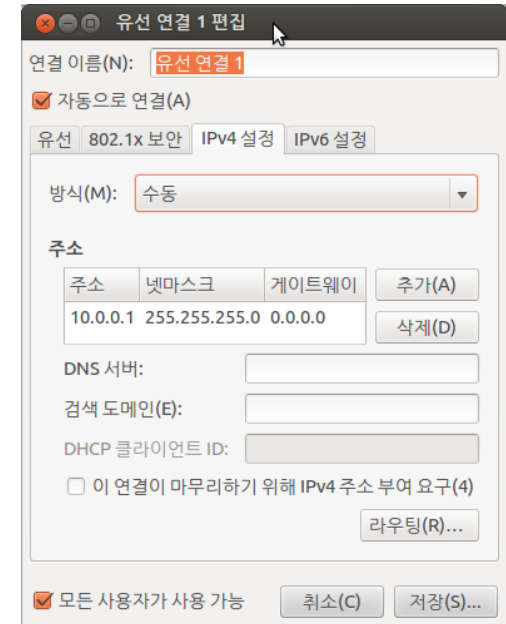 유선 연결 1 편집
연결 이름(N): 유선 연결 1
자동으로 연결(A)
유선 802.1x 보안 IPv4 설정 IPv6 설정
방식(M): 수동
주소
주소 넷마스크 게이트웨이 추가(A)
10.0.0.1 255.255.255.0 0.0.0.0 삭제(D)
DNS 서버:
검색 도메인(E):
DHCP 클라이언트 ID:
이 연결이 마무리하기 위해 IPv4 주소 부여 요구(4)
라우팅(R)...
모든 사용자가 사용 가능 취소(C) 저장(S)...